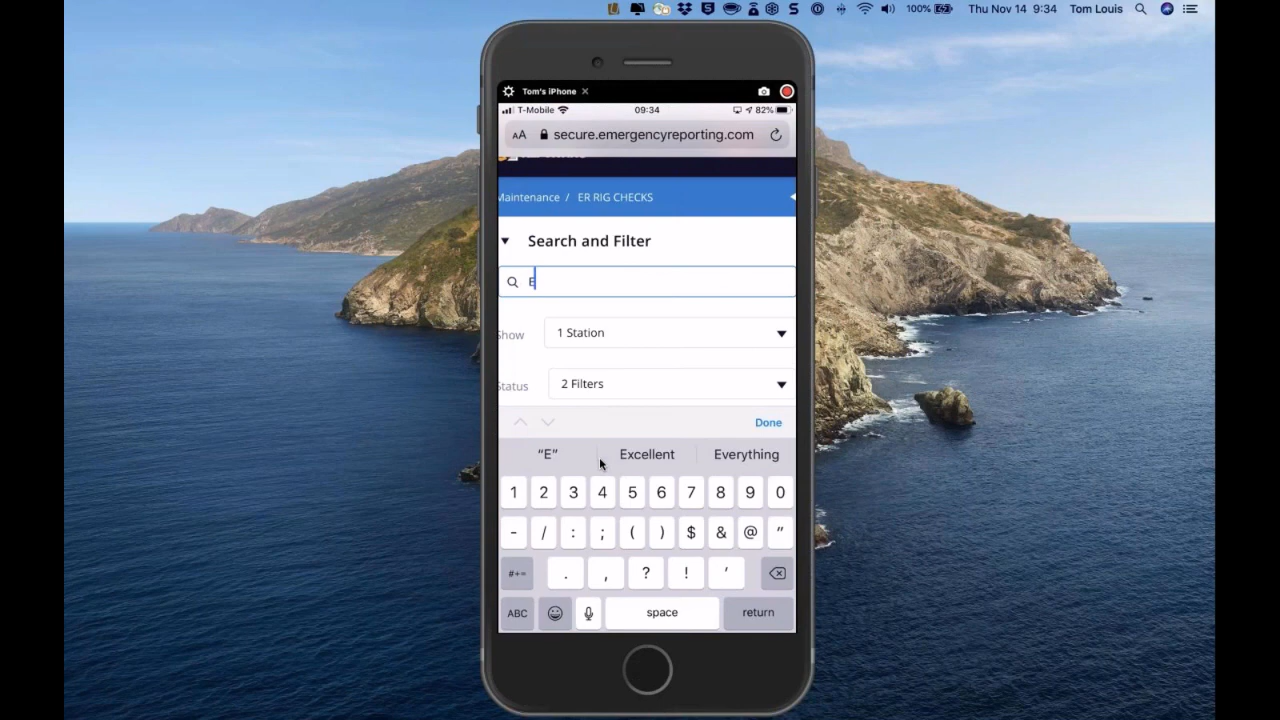 100% Thu Nov 14 9:34 Tom Louis
Tom's iPhone
T-Mobile 09:34 82%
AA secure.emergencyreporting.com
Maintenance / ER RIG CHECKS
Search and Filter
E
Show 1 Station
Status 2 Filters
Done
“E” Excellent Everything
1 2 3 4 5 6 7 8 9 0
- / : ; ( ) $ & @ "
#+= . , ? ! '
ABC space return